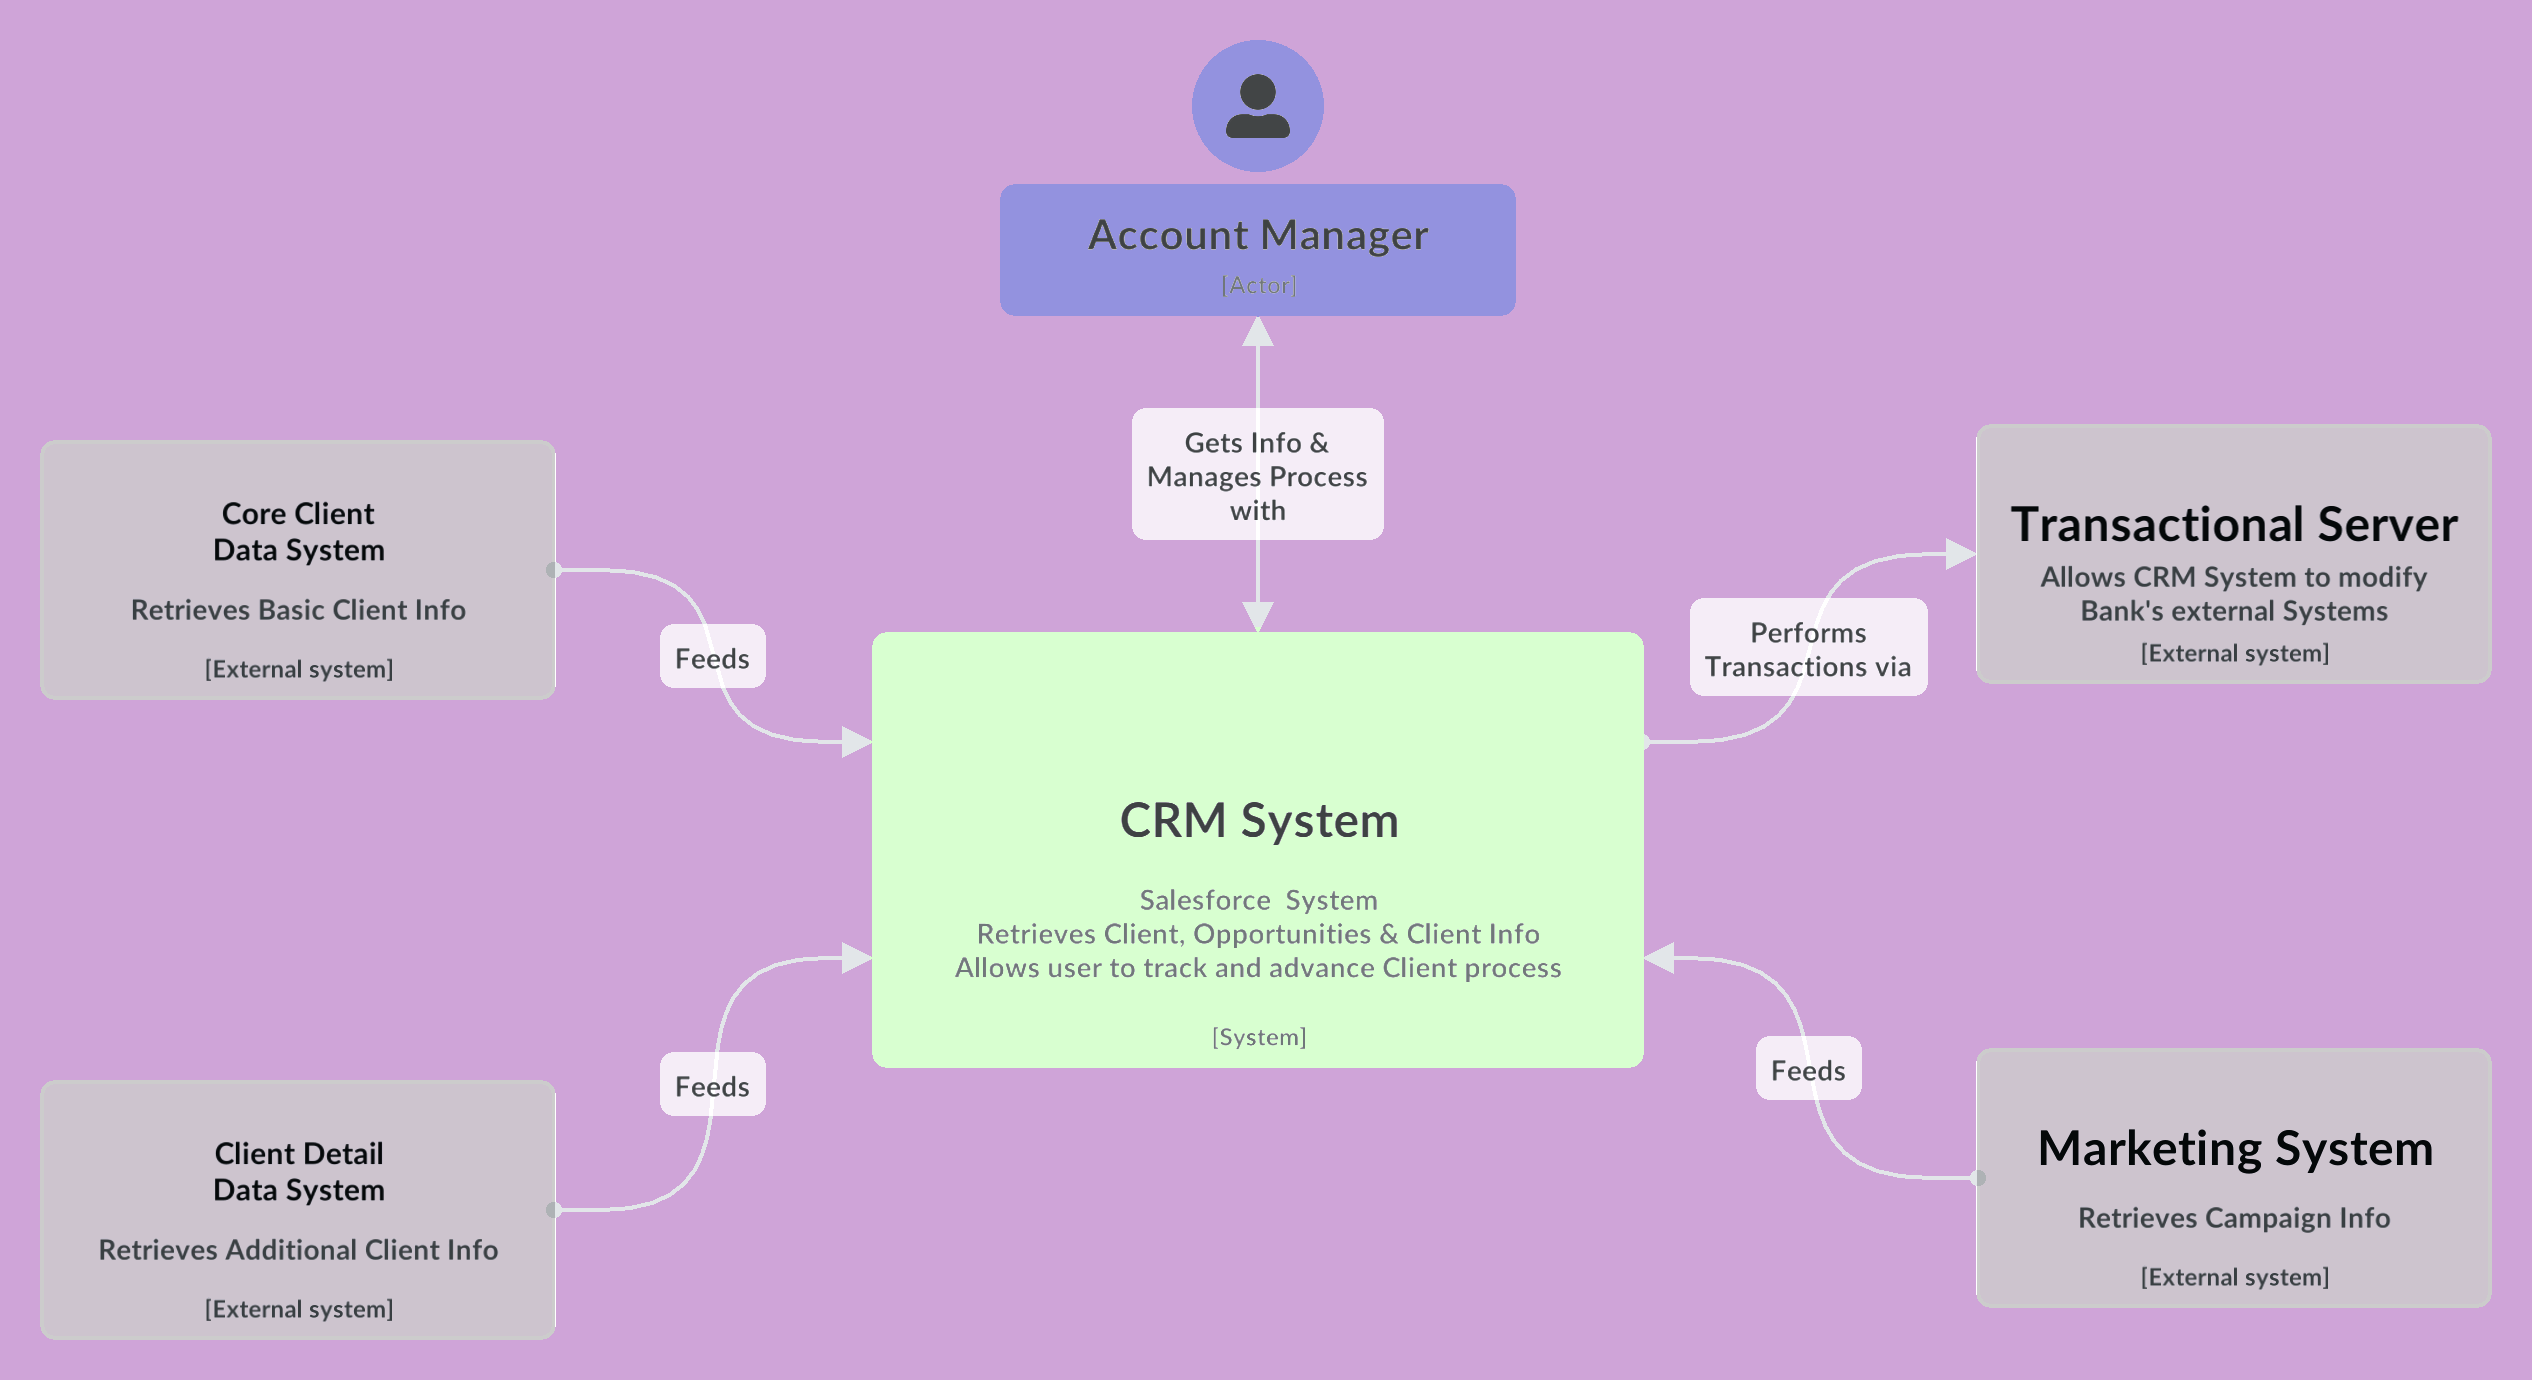 Account Manager
[Actor]
Gets Info &
Manages Process
with
Core Client
Data System
Retrieves Basic Client Info
[External system]
Feeds
Transactional Server
Allows CRM System to modify
Bank's external Systems
[External system]
Performs
Transactions via
CRM System
Salesforce  System
Retrieves Client, Opportunities & Client Info
Allows user to track and advance Client process
[System]
Client Detail
Data System
Retrieves Additional Client Info
[External system]
Feeds
Feeds
Marketing System
Retrieves Campaign Info
[External system]